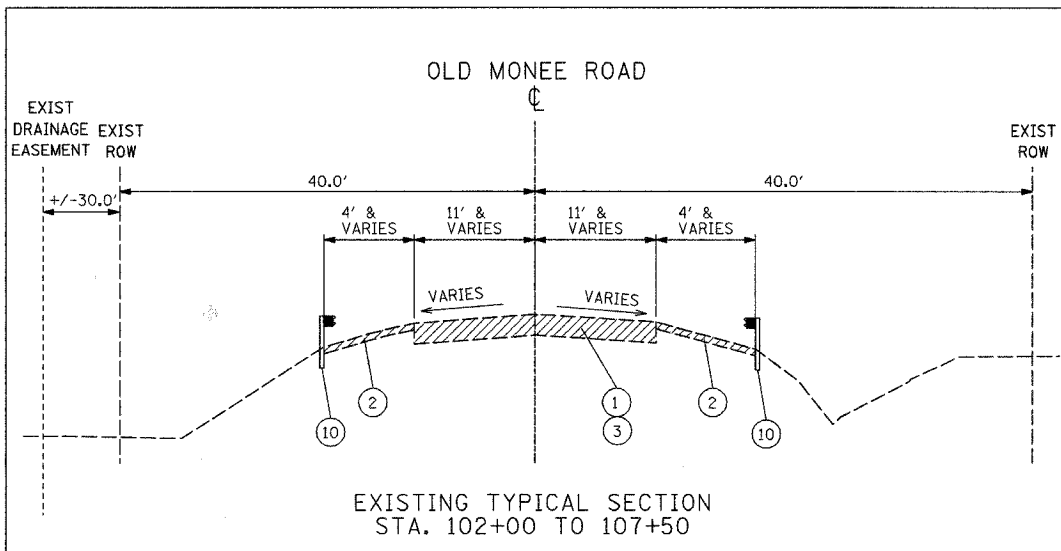 OLD MONEE ROAD
℄
EXIST
DRAINAGE
EASEMENT
EXIST
ROW
EXIST
ROW
40.0'
40.0'
+/-30.0'
4' &
VARIES
11' &
VARIES
11' &
VARIES
4' &
VARIES
VARIES
VARIES
2
1
2
10
3
10
EXISTING TYPICAL SECTION
STA. 102+00 TO 107+50